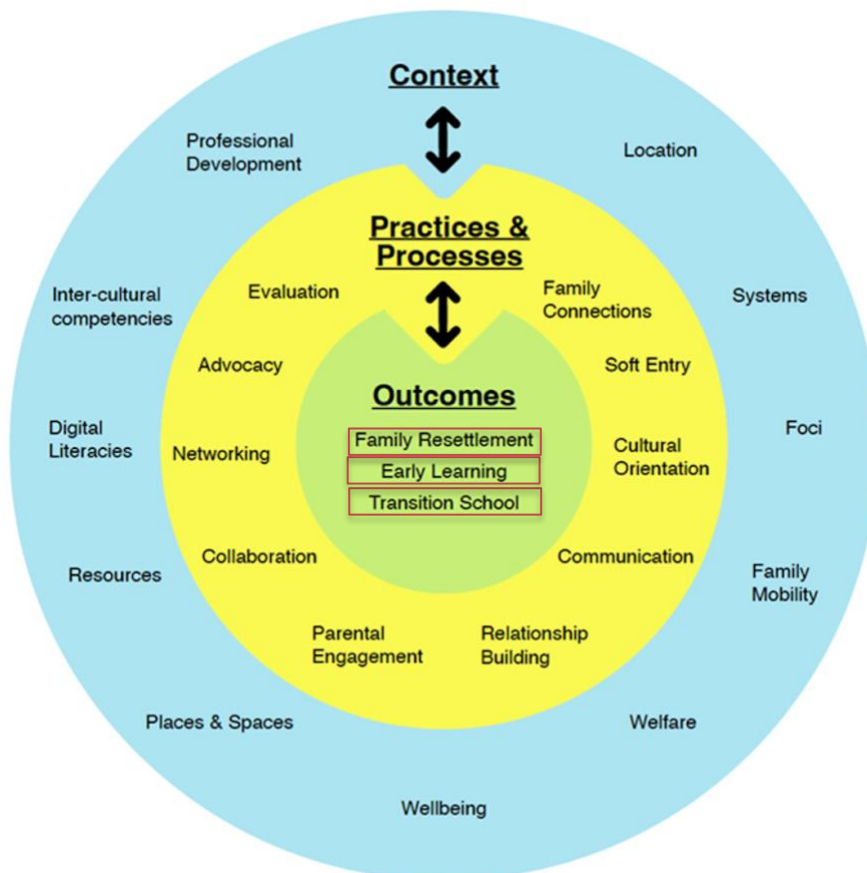 Context
Professional
Development
Location
Practices &
Processes
Inter-cultural
competencies
Evaluation
Family
Connections
Systems
Advocacy
Soft Entry
Outcomes
Digital
Literacies
Networking
Family Resettlement
Early Learning
Transition School
Cultural
Orientation
Foci
Resources
Collaboration
Communication
Family
Mobility
Parental
Engagement
Relationship
Building
Places & Spaces
Welfare
Wellbeing